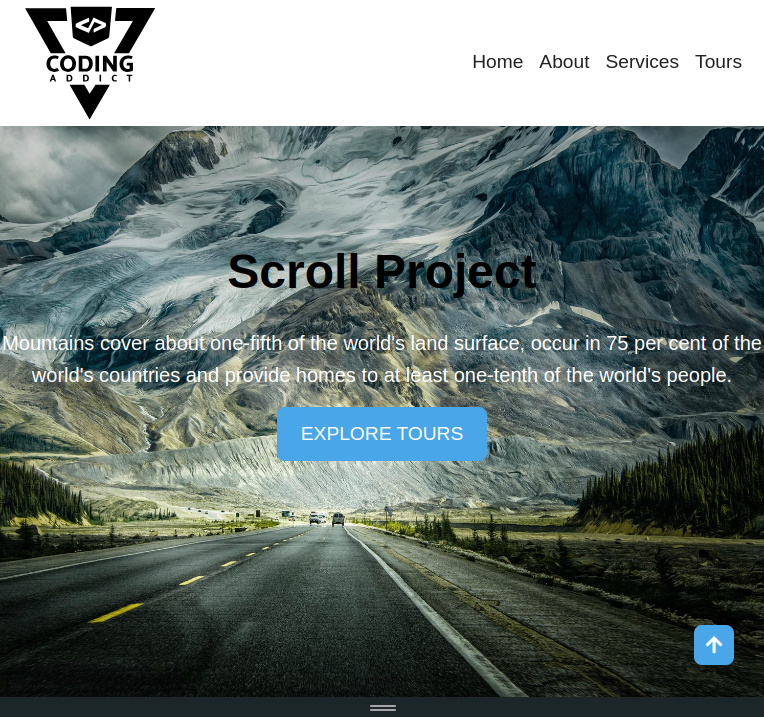 </>
CODING
ADDICT
Home About Services Tours
Scroll Project
Mountains cover about one-fifth of the world's land surface, occur in 75 per cent of the
world's countries and provide homes to at least one-tenth of the world's people.
EXPLORE TOURS